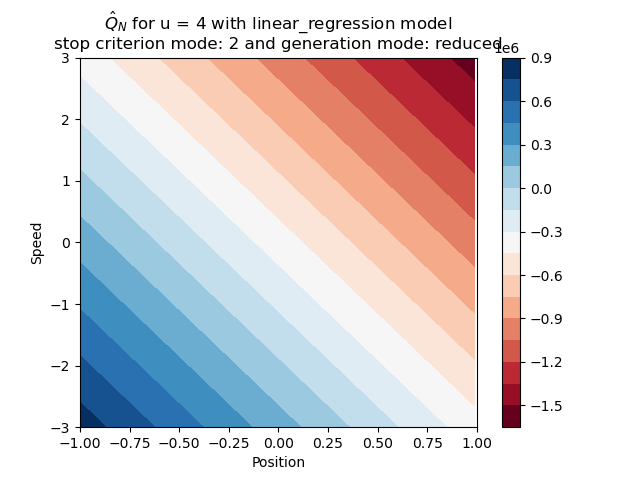 Q̂_N for u = 4 with linear_regression model
stop criterion mode: 2 and generation mode: reduced
1e6
3
2
1
0
−1
−2
−3
Speed
−1.00 −0.75 −0.50 −0.25 0.00 0.25 0.50 0.75 1.00
Position
0.9
0.6
0.3
0.0
−0.3
−0.6
−0.9
−1.2
−1.5